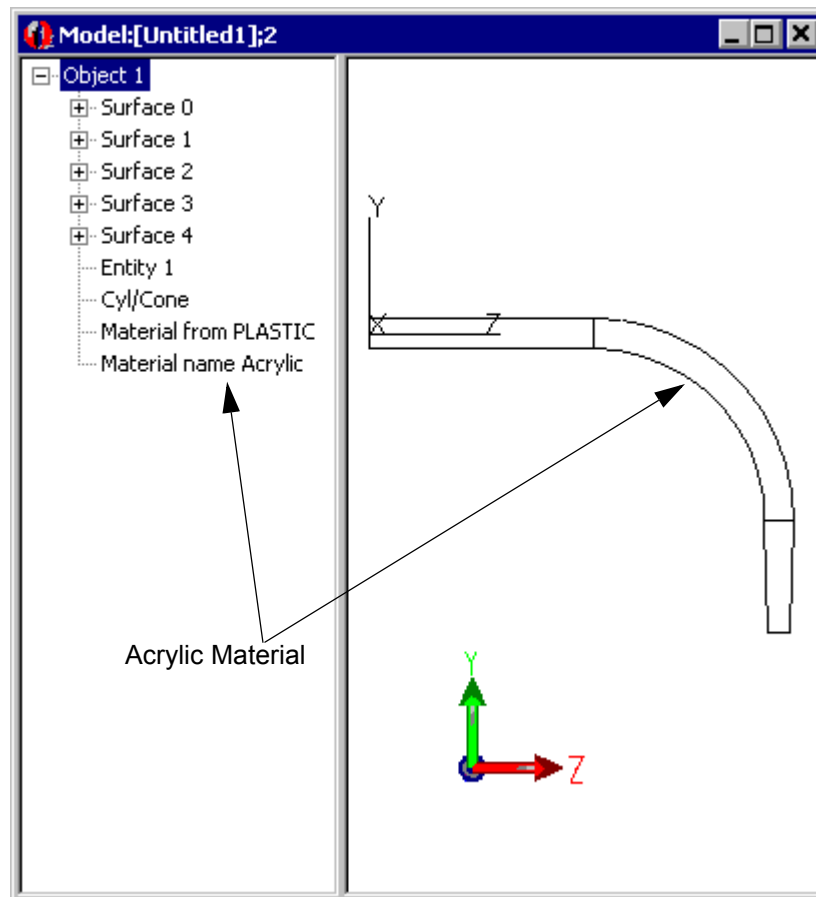 Model:[Untitled1];2
Object 1
Surface 0
Surface 1
Surface 2
Surface 3
Surface 4
Entity 1
Cyl/Cone
Material from PLASTIC
Material name Acrylic
Y
X
Z
Acrylic Material
Y
Z